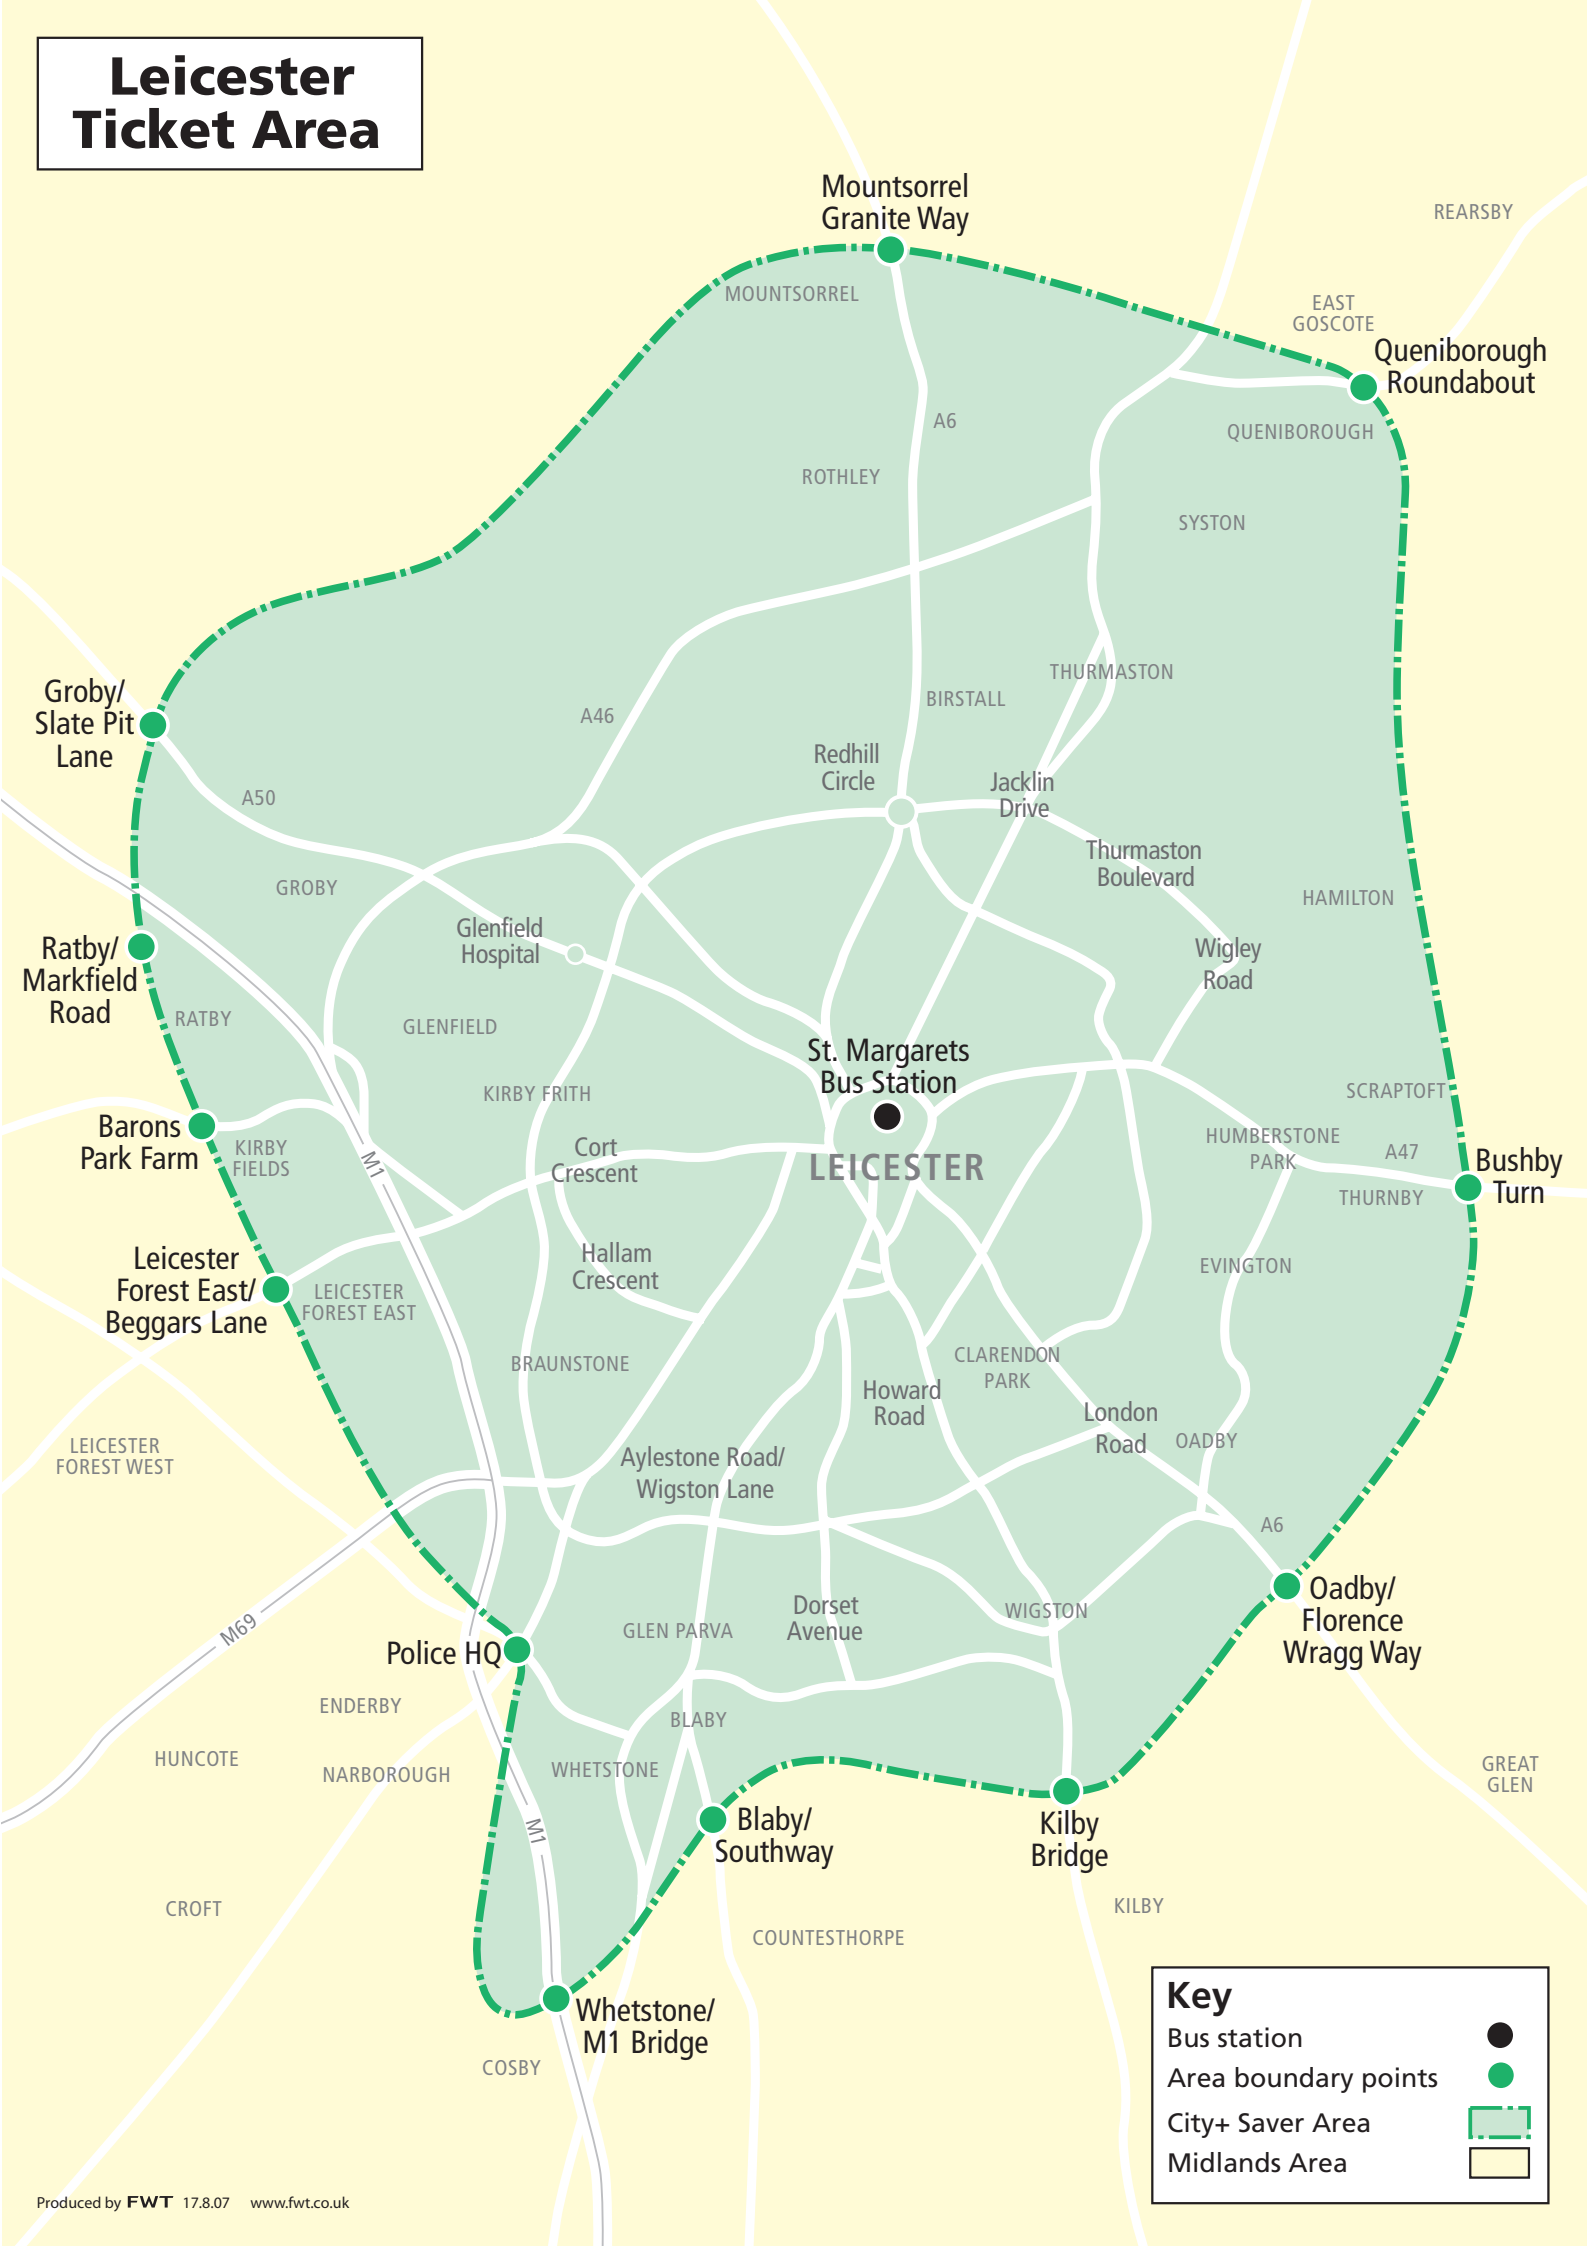 Leicester
Ticket Area
Mountsorrel
Granite Way
REARSBY
MOUNTSORREL
EAST
GOSCOTE
Queniborough
Roundabout
A6
QUENIBOROUGH
ROTHLEY
SYSTON
Groby/
Slate Pit
Lane
THURMASTON
BIRSTALL
A46
Redhill
Circle
Jacklin
Drive
A50
Thurmaston
Boulevard
GROBY
HAMILTON
Glenfield
Hospital
Wigley
Road
Ratby/
Markfield
Road
RATBY
GLENFIELD
St. Margarets
Bus Station
KIRBY FRITH
SCRAPTOFT
Barons
Park Farm
KIRBY
FIELDS
M1
Cort
Crescent
LEICESTER
HUMBERSTONE
PARK
A47
Bushby
Turn
THURNBY
Leicester
Forest East/
Beggars Lane
LEICESTER
FOREST EAST
Hallam
Crescent
EVINGTON
BRAUNSTONE
CLARENDON
PARK
Howard
Road
London
Road
OADBY
LEICESTER
FOREST WEST
Aylestone Road/
Wigston Lane
A6
Oadby/
Florence
Wragg Way
M69
Police HQ
GLEN PARVA
Dorset
Avenue
WIGSTON
ENDERBY
BLABY
HUNCOTE
NARBOROUGH
WHETSTONE
GREAT
GLEN
M1
Blaby/
Southway
Kilby
Bridge
CROFT
KILBY
COUNTESTHORPE
Whetstone/
M1 Bridge
COSBY
Key
Bus station
Area boundary points
City+ Saver Area
Midlands Area
Produced by FWT 17.8.07 www.fwt.co.uk